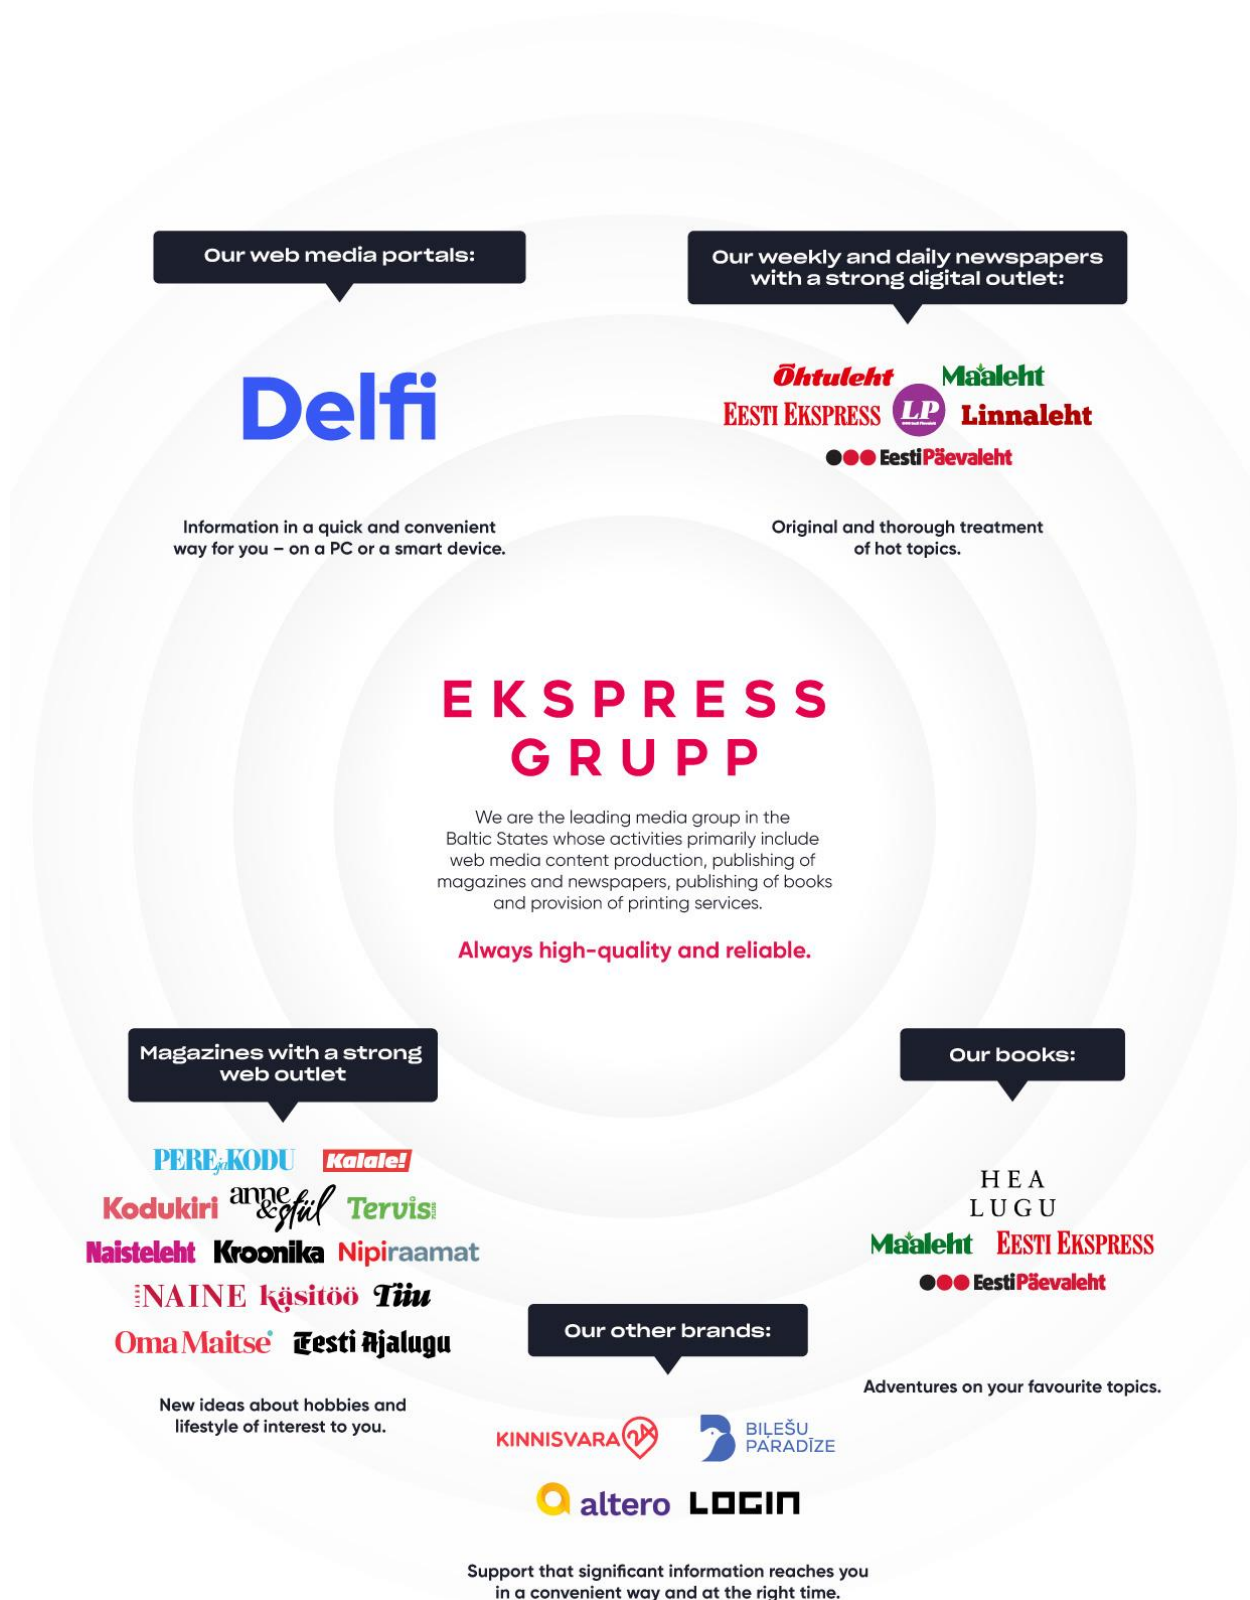 Our web media portals:
Delfi
Information in a quick and convenient
way for you – on a PC or a smart device.
Our weekly and daily newspapers
with a strong digital outlet:
Õhtuleht Maaleht
EESTI EKSPRESS LP Linnaleht
Eesti Päevaleht
Original and thorough treatment
of hot topics.
EKSPRESS
GRUPP
We are the leading media group in the
Baltic States whose activities primarily include
web media content production, publishing of
magazines and newspapers, publishing of books
and provision of printing services.
Always high-quality and reliable.
Magazines with a strong
web outlet
PERE ja KODU Kalale!
Kodukiri anne & stiil Tervis
Naisteleht Kroonika Nipiraamat
NAINE käsitöö Tiiu
Oma Maitse Eesti Ajalugu
New ideas about hobbies and
lifestyle of interest to you.
Our books:
HEA
LUGU
Maaleht EESTI EKSPRESS
Eesti Päevaleht
Adventures on your favourite topics.
Our other brands:
KINNISVARA24 BIĻEŠU
PARADĪZE
altero LOGIN
Support that significant information reaches you
in a convenient way and at the right time.